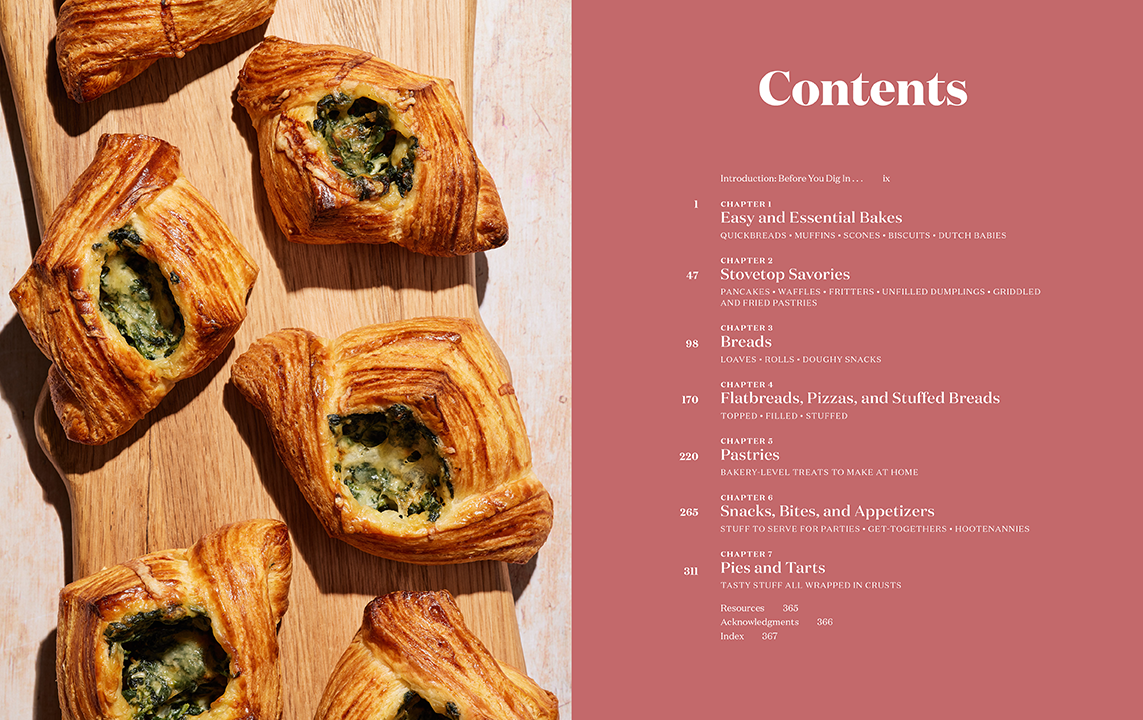 Contents
Introduction: Before You Dig In . . . ix
1 CHAPTER 1
Easy and Essential Bakes
QUICKBREADS • MUFFINS • SCONES • BISCUITS • DUTCH BABIES
CHAPTER 2
47 Stovetop Savories
PANCAKES • WAFFLES • FRITTERS • UNFILLED DUMPLINGS • GRIDDLED
AND FRIED PASTRIES
CHAPTER 3
98 Breads
LOAVES • ROLLS • DOUGHY SNACKS
CHAPTER 4
170 Flatbreads, Pizzas, and Stuffed Breads
TOPPED • FILLED • STUFFED
CHAPTER 5
220 Pastries
BAKERY-LEVEL TREATS TO MAKE AT HOME
CHAPTER 6
265 Snacks, Bites, and Appetizers
STUFF TO SERVE FOR PARTIES • GET-TOGETHERS • HOOTENANNIES
CHAPTER 7
311 Pies and Tarts
TASTY STUFF ALL WRAPPED IN CRUSTS
Resources 365
Acknowledgments 366
Index 367